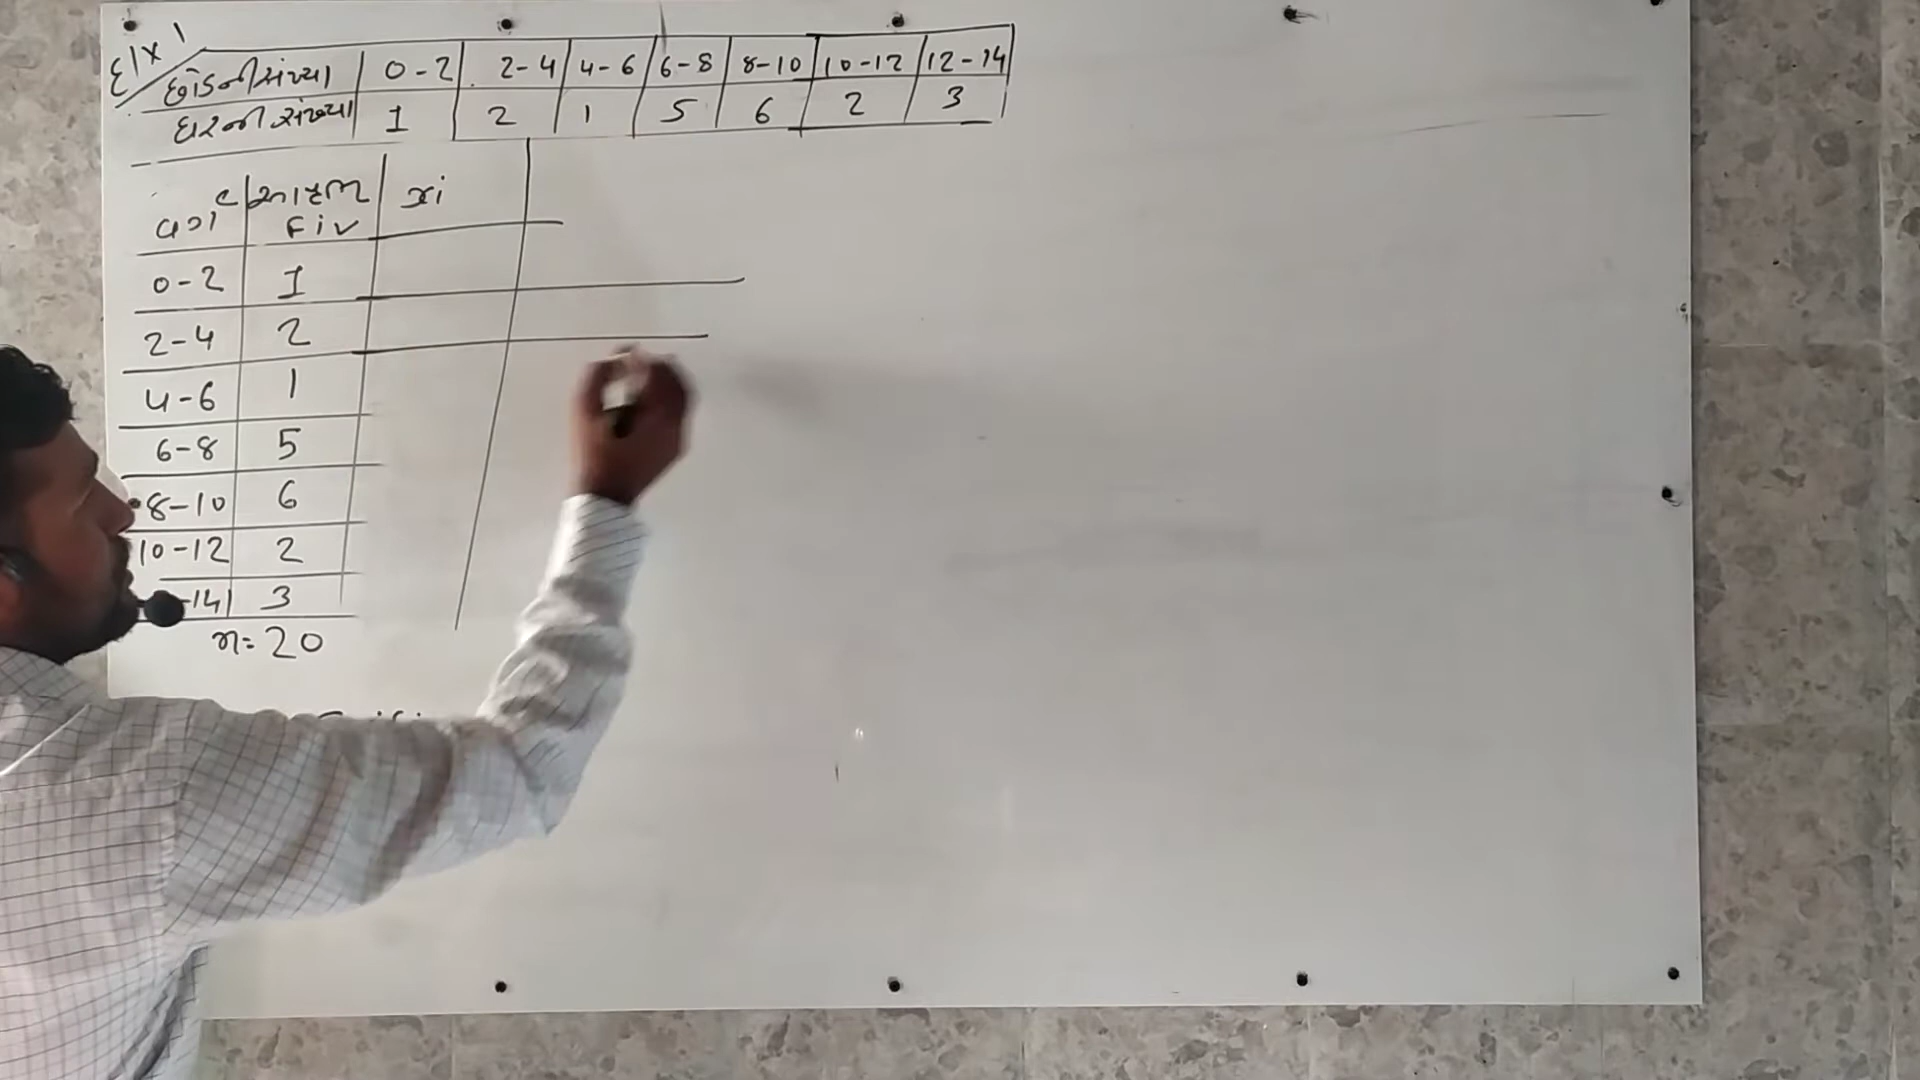 દા x 1
છોડની સંખ્યા 0-2 2-4 4-6 6-8 8-10 10-12 12-14
ઘરની સંખ્યા 1 2 1 5 6 2 3
વર્ગ આવૃત્તિ xi
Fi
0-2 1
2-4 2
4-6 1
6-8 5
8-10 6
10-12 2
-14 3
n=20